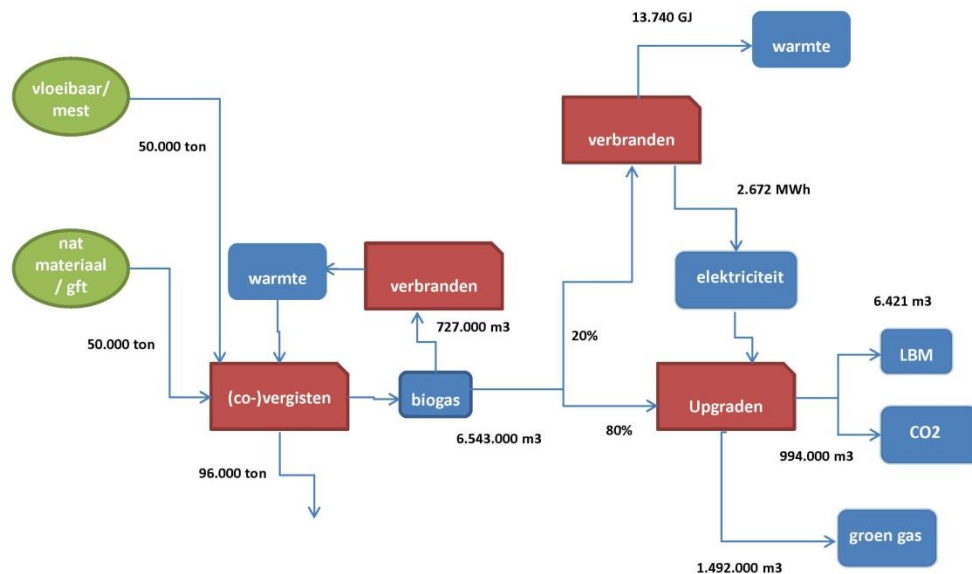 13.740 GJ
warmte
vloeibaar/
mest
50.000 ton
verbranden
2.672 MWh
nat
materiaal
/ gft
warmte
verbranden
elektriciteit
727.000 m3
6.421 m3
50.000 ton
20%
LBM
(co-)vergisten
biogas
Upgraden
6.543.000 m3
80%
CO2
994.000 m3
96.000 ton
groen gas
1.492.000 m3